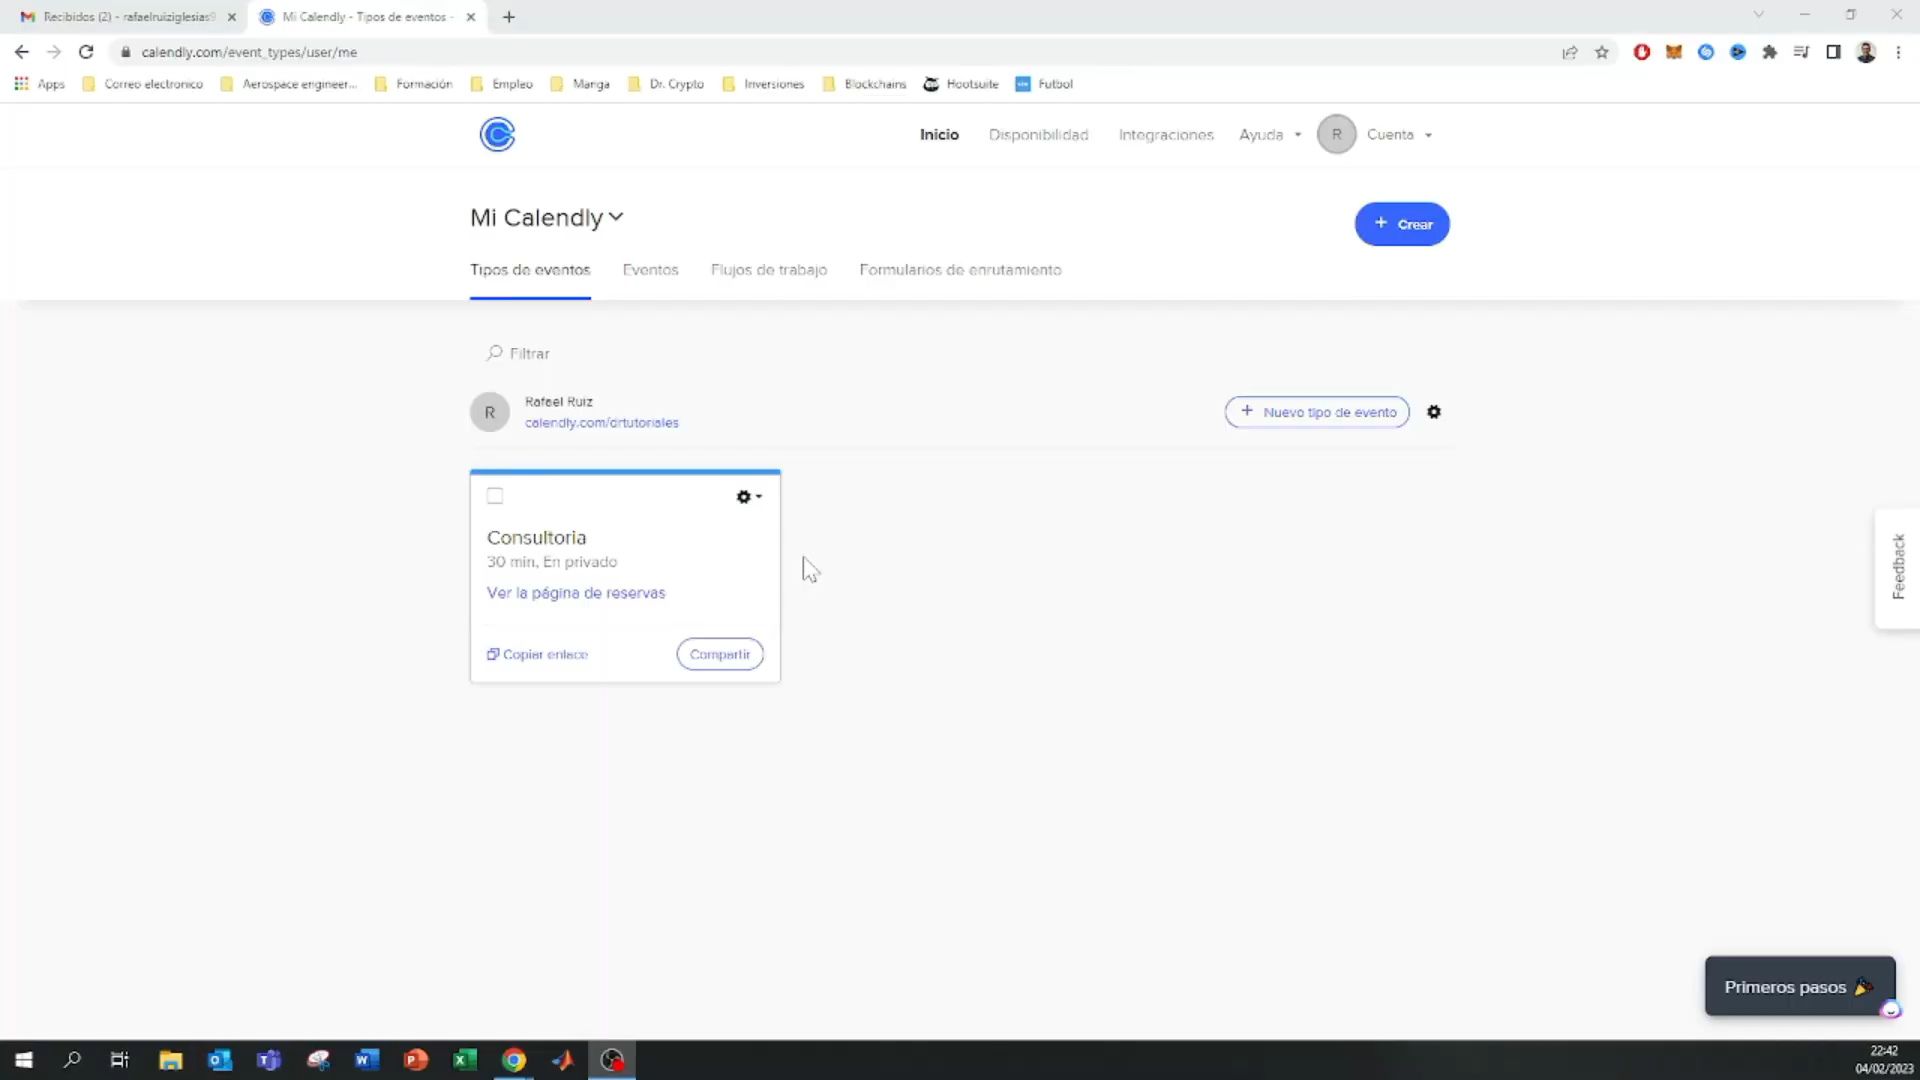 Recibidos (2) - rafaelruiziglesias9
Mi Calendly - Tipos de eventos -
calendly.com/event_types/user/me
Apps
Correo electronico
Aerospace engineer...
Formación
Empleo
Manga
Dr. Crypto
Inversiones
Blockchains
Hootsuite
Futbol
Inicio
Disponibilidad
Integraciones
Ayuda
R
Cuenta
Mi Calendly
+ Crear
Tipos de eventos
Eventos
Flujos de trabajo
Formularios de enrutamiento
Filtrar
R
Rafael Ruiz
calendly.com/drtutoriales
+ Nuevo tipo de evento
Consultoria
30 min, En privado
Ver la página de reservas
Copiar enlace
Compartir
Feedback
Primeros pasos
22:42
04/02/2023